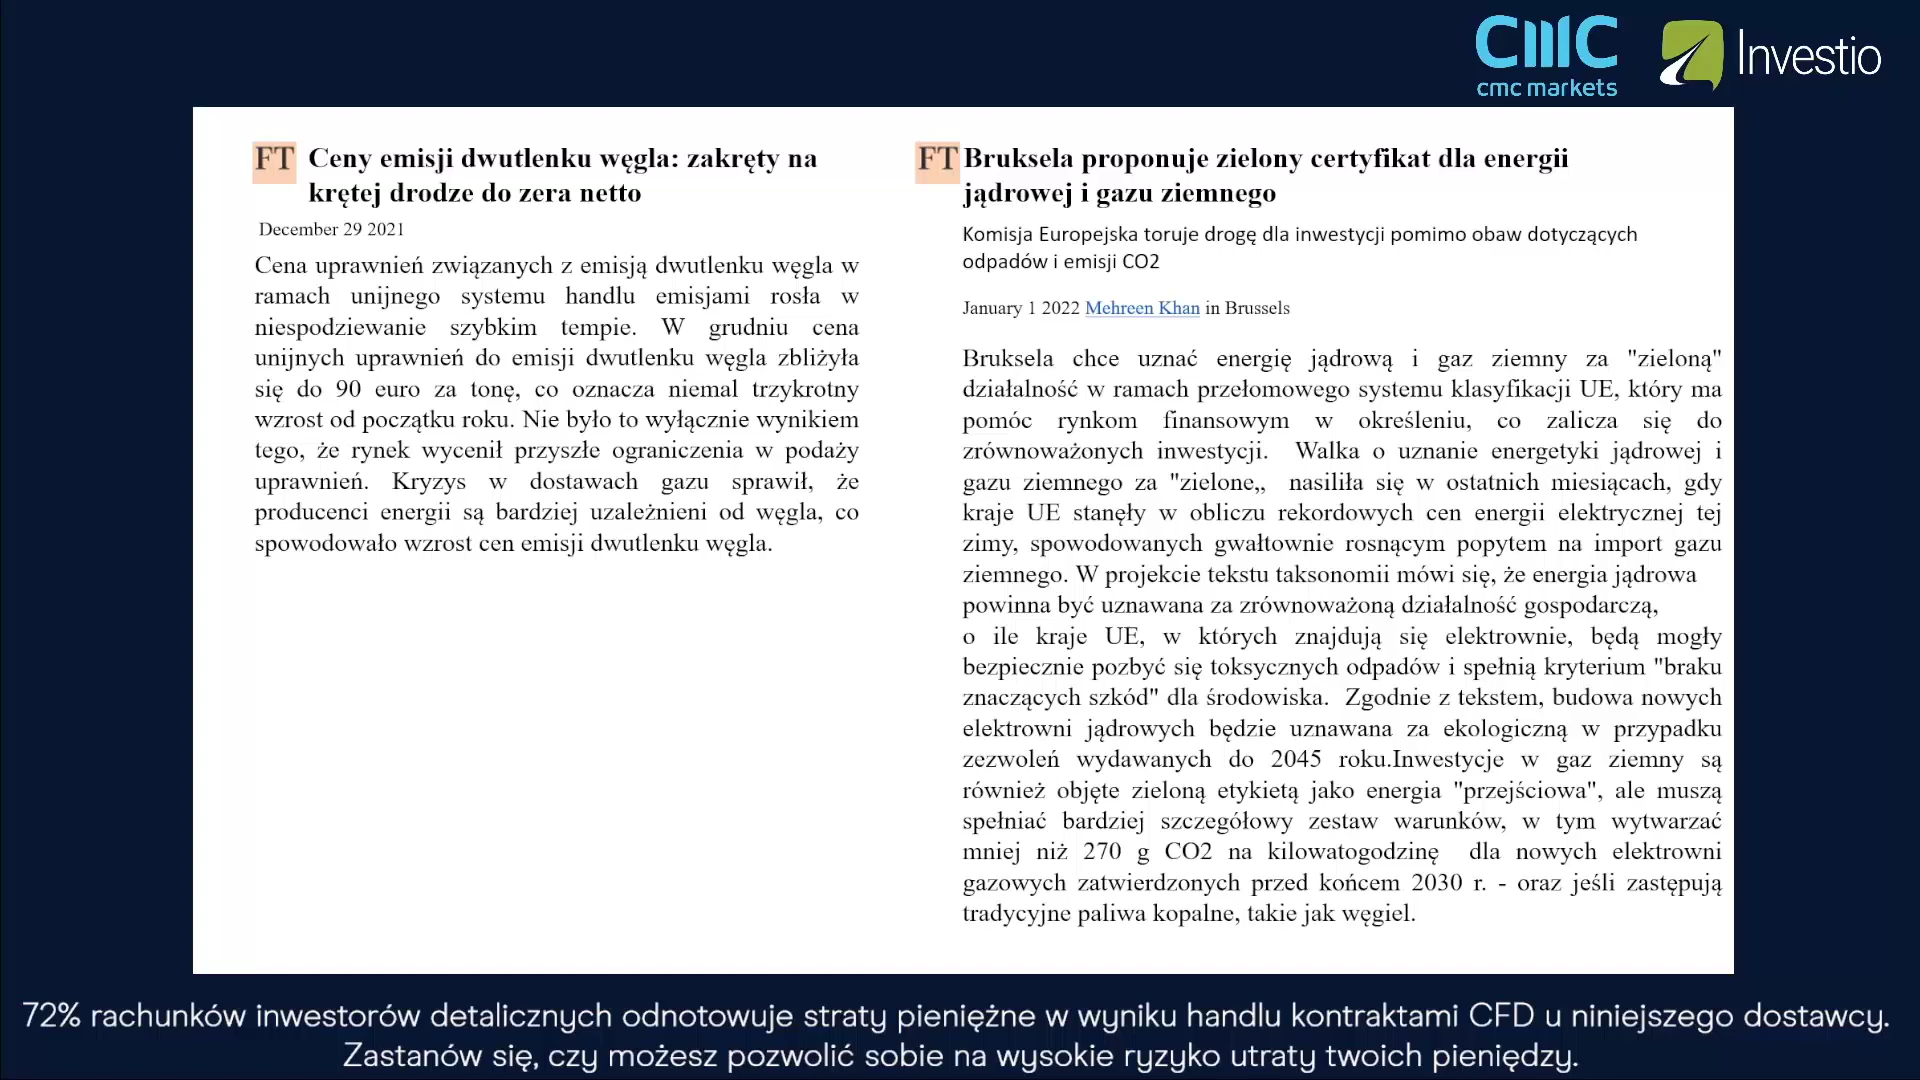 CMC
cmc markets
Investio
FT Ceny emisji dwutlenku węgla: zakręty na
krętej drodze do zera netto
December 29 2021
Cena uprawnień związanych z emisją dwutlenku węgla w
ramach unijnego systemu handlu emisjami rosła w
niespodziewanie szybkim tempie. W grudniu cena
unijnych uprawnień do emisji dwutlenku węgla zbliżyła
się do 90 euro za tonę, co oznacza niemal trzykrotny
wzrost od początku roku. Nie było to wyłącznie wynikiem
tego, że rynek wycenił przyszłe ograniczenia w podaży
uprawnień. Kryzys w dostawach gazu sprawił, że
producenci energii są bardziej uzależnieni od węgla, co
spowodowało wzrost cen emisji dwutlenku węgla.
FT Bruksela proponuje zielony certyfikat dla energii
jądrowej i gazu ziemnego
Komisja Europejska toruje drogę dla inwestycji pomimo obaw dotyczących
odpadów i emisji CO2
January 1 2022 Mehreen Khan in Brussels
Bruksela chce uznać energię jądrową i gaz ziemny za "zieloną"
działalność w ramach przełomowego systemu klasyfikacji UE, który ma
pomóc rynkom finansowym w określeniu, co zalicza się do
zrównoważonych inwestycji. Walka o uznanie energetyki jądrowej i
gazu ziemnego za "zielone„ nasiliła się w ostatnich miesiącach, gdy
kraje UE stanęły w obliczu rekordowych cen energii elektrycznej tej
zimy, spowodowanych gwałtownie rosnącym popytem na import gazu
ziemnego. W projekcie tekstu taksonomii mówi się, że energia jądrowa
powinna być uznawana za zrównoważoną działalność gospodarczą,
o ile kraje UE, w których znajdują się elektrownie, będą mogły
bezpiecznie pozbyć się toksycznych odpadów i spełnią kryterium "braku
znaczących szkód" dla środowiska. Zgodnie z tekstem, budowa nowych
elektrowni jądrowych będzie uznawana za ekologiczną w przypadku
zezwoleń wydawanych do 2045 roku.Inwestycje w gaz ziemny są
również objęte zieloną etykietą jako energia "przejściowa", ale muszą
spełniać bardziej szczegółowy zestaw warunków, w tym wytwarzać
mniej niż 270 g CO2 na kilowatogodzinę dla nowych elektrowni
gazowych zatwierdzonych przed końcem 2030 r. - oraz jeśli zastępują
tradycyjne paliwa kopalne, takie jak węgiel.
72% rachunków inwestorów detalicznych odnotowuje straty pieniężne w wyniku handlu kontraktami CFD u niniejszego dostawcy.
Zastanów się, czy możesz pozwolić sobie na wysokie ryzyko utraty twoich pieniędzy.